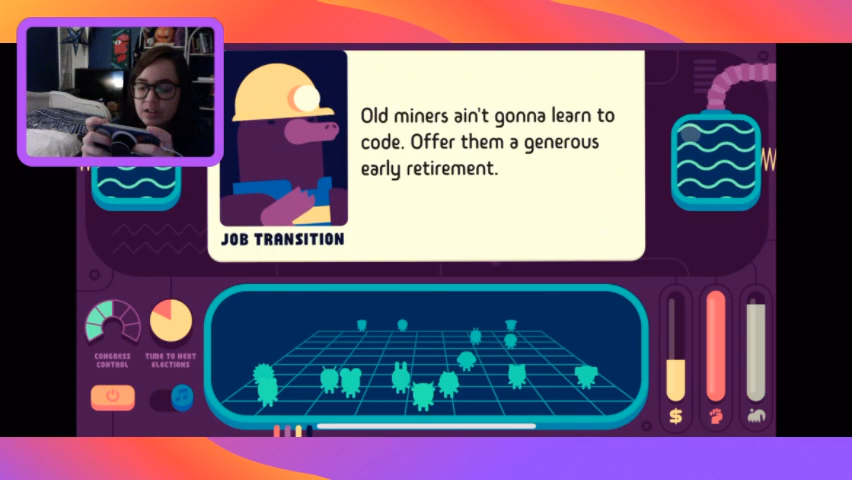 Old miners ain't gonna learn to
code. Offer them a generous
early retirement.
JOB TRANSITION
CONGRESS
CONTROL
TIME TO NEXT
ELECTIONS
$